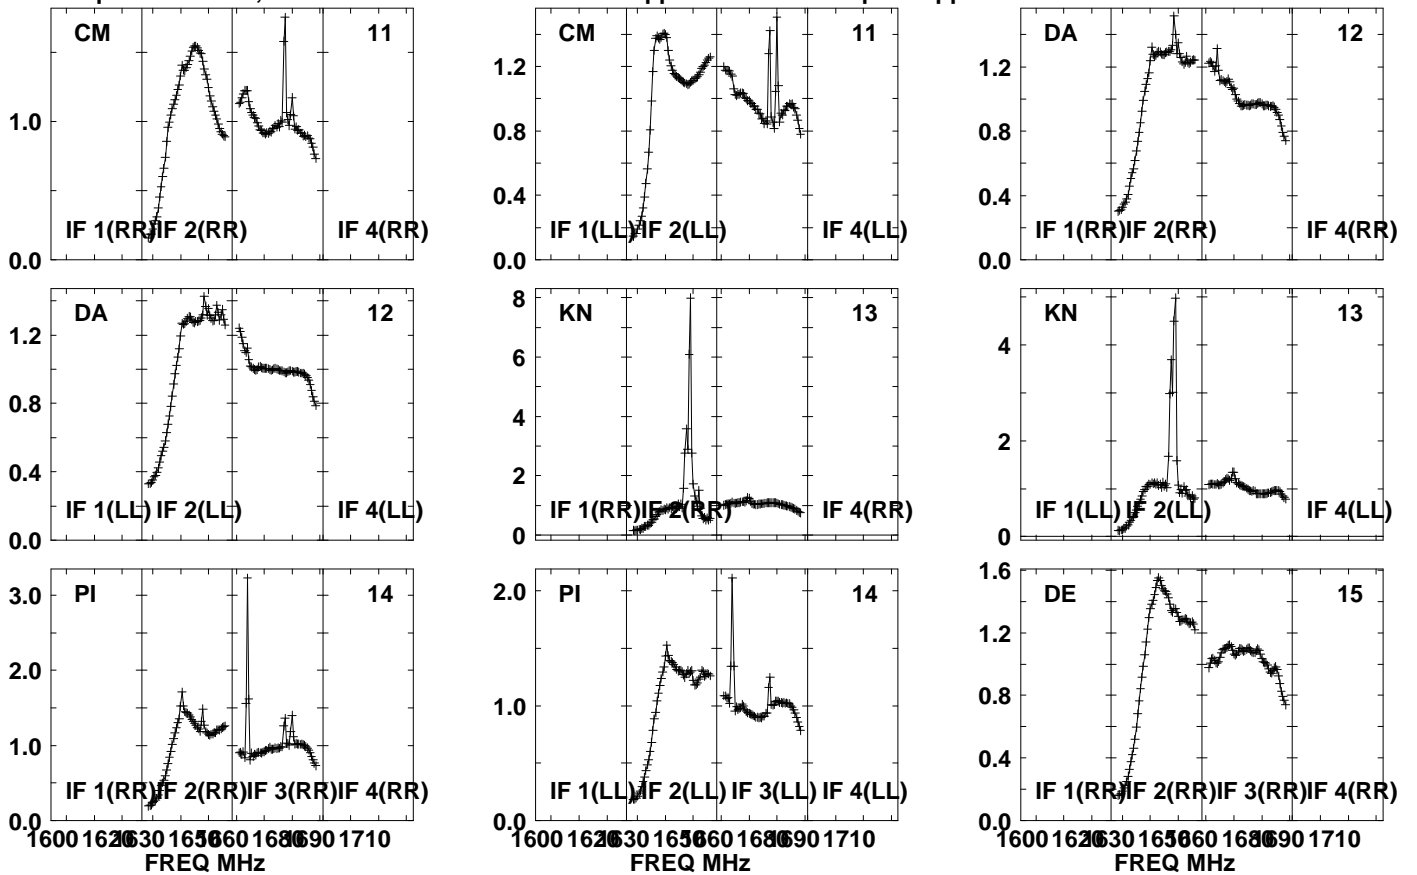 CM 11 CM 11 DA 12
1.0 1.2 1.2
0.8 0.8
0.4 0.4
IF 1(RR) IF 2(RR) IF 4(RR) IF 1(LL) IF 2(LL) IF 4(LL) IF 1(RR) IF 2(RR) IF 4(RR)
0.0 0.0 0.0
DA 12 KN 13 KN 13
8
1.2 6 4
0.8 4
2 2
0.4
IF 1(LL) IF 2(LL) IF 4(LL) IF 1(RR) IF 2(RR) IF 4(RR) IF 1(LL) IF 2(LL) IF 4(LL)
0.0 0 0
PI 14 PI 14 DE 15
3.0 2.0 1.6
1.2
2.0
1.0 0.8
1.0
0.4
IF 1(RR) IF 2(RR) IF 3(RR) IF 4(RR) IF 1(LL) IF 2(LL) IF 3(LL) IF 4(LL) IF 1(RR) IF 2(RR) IF 3(RR) IF 4(RR)
0.0 0.0 0.0
1600 1620 1630 1650 1660 1680 1690 1710 1600 1620 1630 1650 1660 1680 1690 1710 1600 1620 1630 1650 1660 1680 1690 1710
FREQ MHz FREQ MHz FREQ MHz